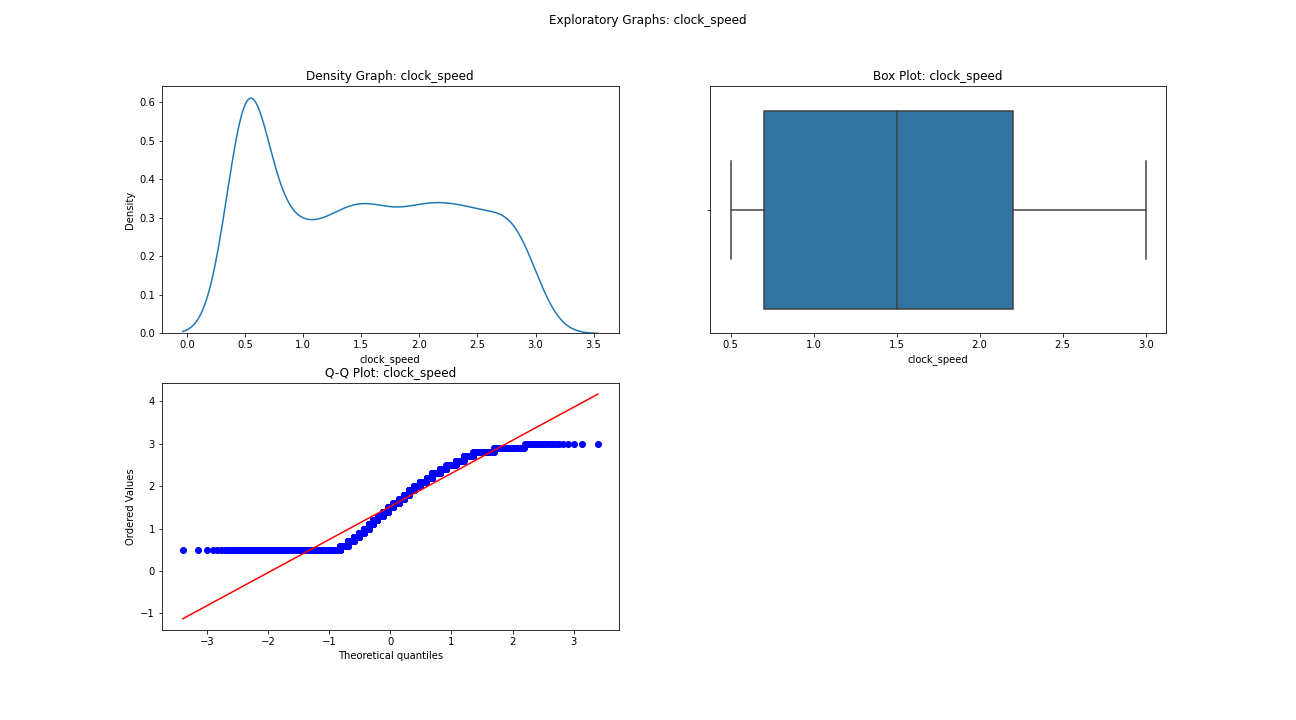 Exploratory Graphs: clock_speed
Density Graph: clock_speed
0.6
0.5
0.4
0.3
0.2
0.1
0.0
Density
0.0 0.5 1.0 1.5 2.0 2.5 3.0 3.5
clock_speed
Box Plot: clock_speed
0.5 1.0 1.5 2.0 2.5 3.0
clock_speed
Q-Q Plot: clock_speed
4
3
2
1
0
−1
Ordered Values
−3 −2 −1 0 1 2 3
Theoretical quantiles